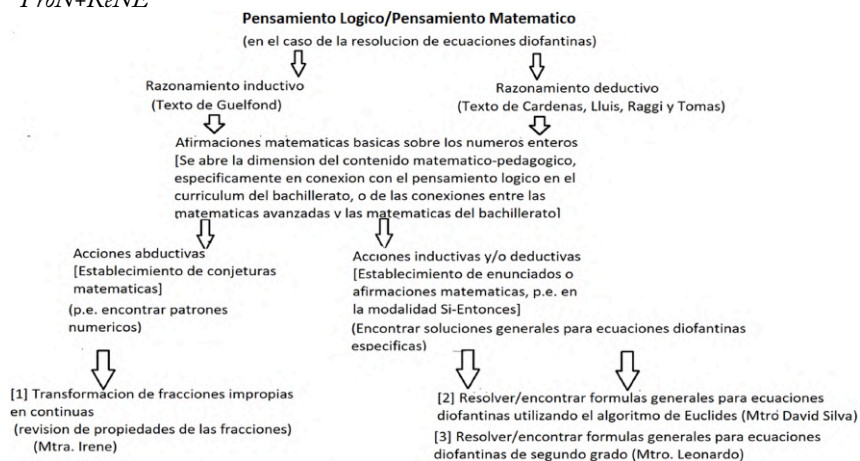 Pensamiento Logico/Pensamiento Matematico
(en el caso de la resolucion de ecuaciones diofantinas)
Razonamiento inductivo
(Texto de Guelfond)
Razonamiento deductivo
(Texto de Cardenas, Lluis, Raggi y Tomas)
Afirmaciones matematicas basicas sobre los numeros enteros
[Se abre la dimension del contenido matematico-pedagogico,
especificamente en conexion con el pensamiento logico en el
curriculum del bachillerato, o de las conexiones entre las
matematicas avanzadas y las matematicas del bachillerato]
Acciones abductivas
[Establecimiento de conjeturas
matematicas]
(p.e. encontrar patrones
numericos)
Acciones inductivas y/o deductivas
[Establecimiento de enunciados o
afirmaciones matematicas, p.e. en
la modalidad Si-Entonces]
(Encontrar soluciones generales para ecuaciones diofantinas
especificas)
[1] Transformacion de fracciones impropias
en continuas
(revision de propiedades de las fracciones)
(Mtra. Irene)
[2] Resolver/encontrar formulas generales para ecuaciones
diofantinas utilizando el algoritmo de Euclides (Mtro David Silva)
[3] Resolver/encontrar formulas generales para ecuaciones
diofantinas de segundo grado (Mtro. Leonardo)